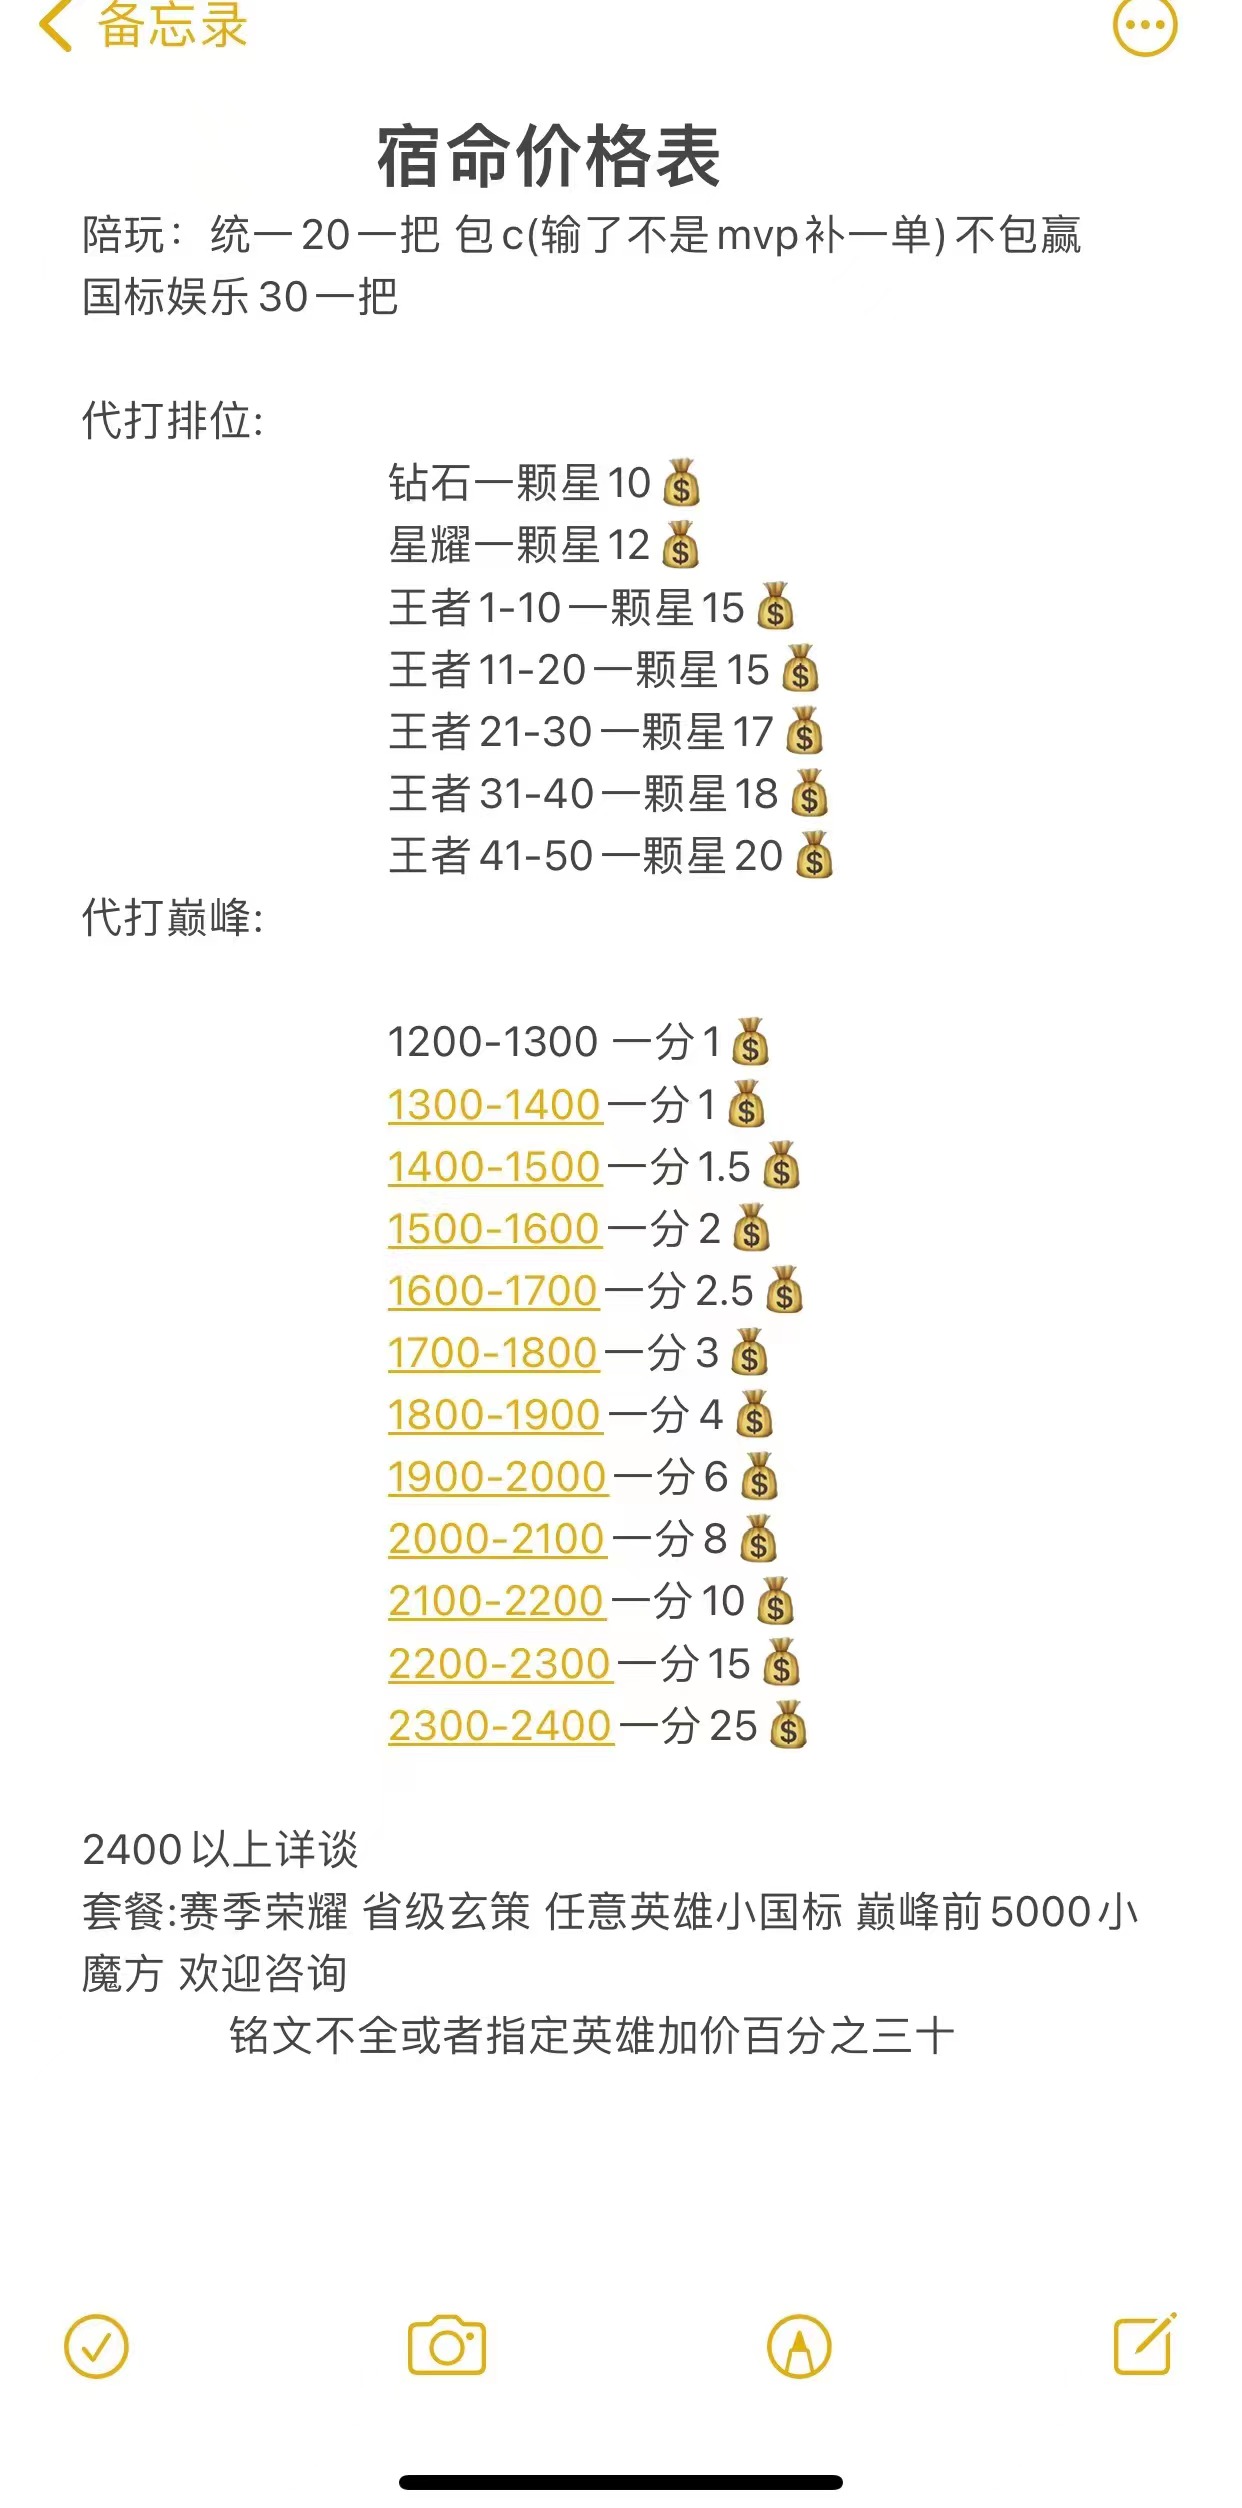 备忘录
宿命价格表
陪玩：统一20一把 包c(输了不是mvp补一单)不包赢
国标娱乐30一把
代打排位:
钻石一颗星10💰
星耀一颗星12💰
王者1-10一颗星15💰
王者11-20一颗星15💰
王者21-30一颗星17💰
王者31-40一颗星18💰
王者41-50一颗星20💰
代打巅峰:
1200-1300 一分1💰
1300-1400一分1💰
1400-1500一分1.5💰
1500-1600一分2💰
1600-1700一分2.5💰
1700-1800一分3💰
1800-1900一分4💰
1900-2000一分6💰
2000-2100一分8💰
2100-2200一分10💰
2200-2300一分15💰
2300-2400一分25💰
2400以上详谈
套餐:赛季荣耀 省级玄策 任意英雄小国标 巅峰前5000小
魔方 欢迎咨询
铭文不全或者指定英雄加价百分之三十